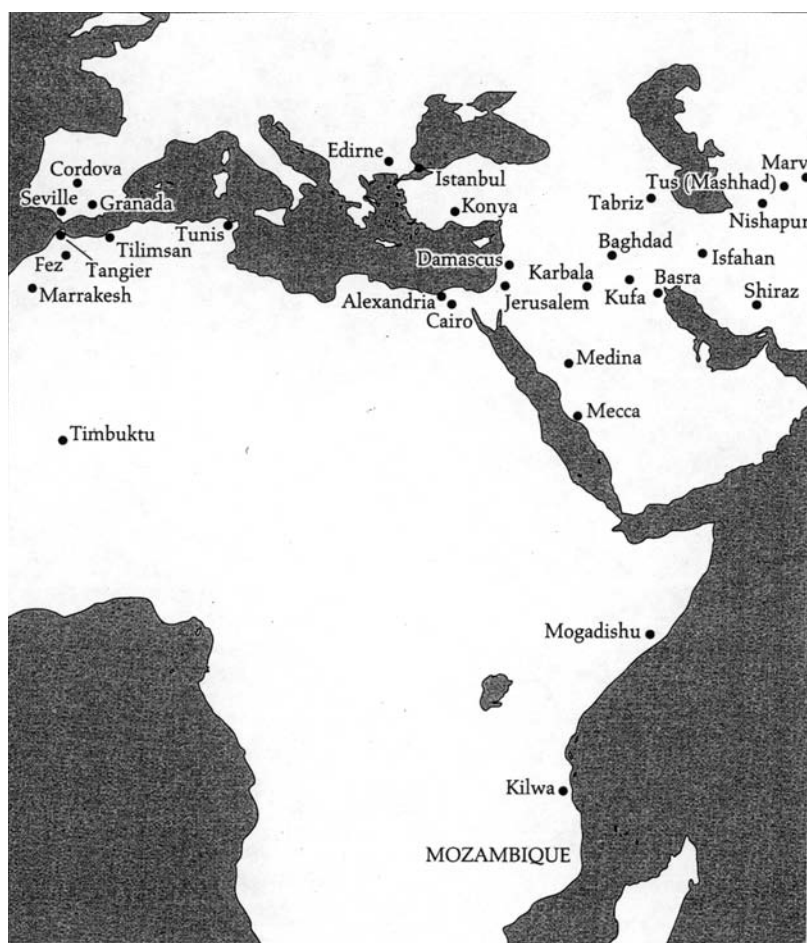 Edirne
Marv
Cordova
Istanbul
Tus (Mashhad)
Seville
Granada
Konya
Tabriz
Nishapur
Tunis
Tilimsan
Baghdad
Isfahan
Fez
Tangier
Damascus
Karbala
Basra
Marrakesh
Alexandria
Jerusalem
Kufa
Shiraz
Cairo
Medina
Mecca
Timbuktu
Mogadishu
Kilwa
MOZAMBIQUE